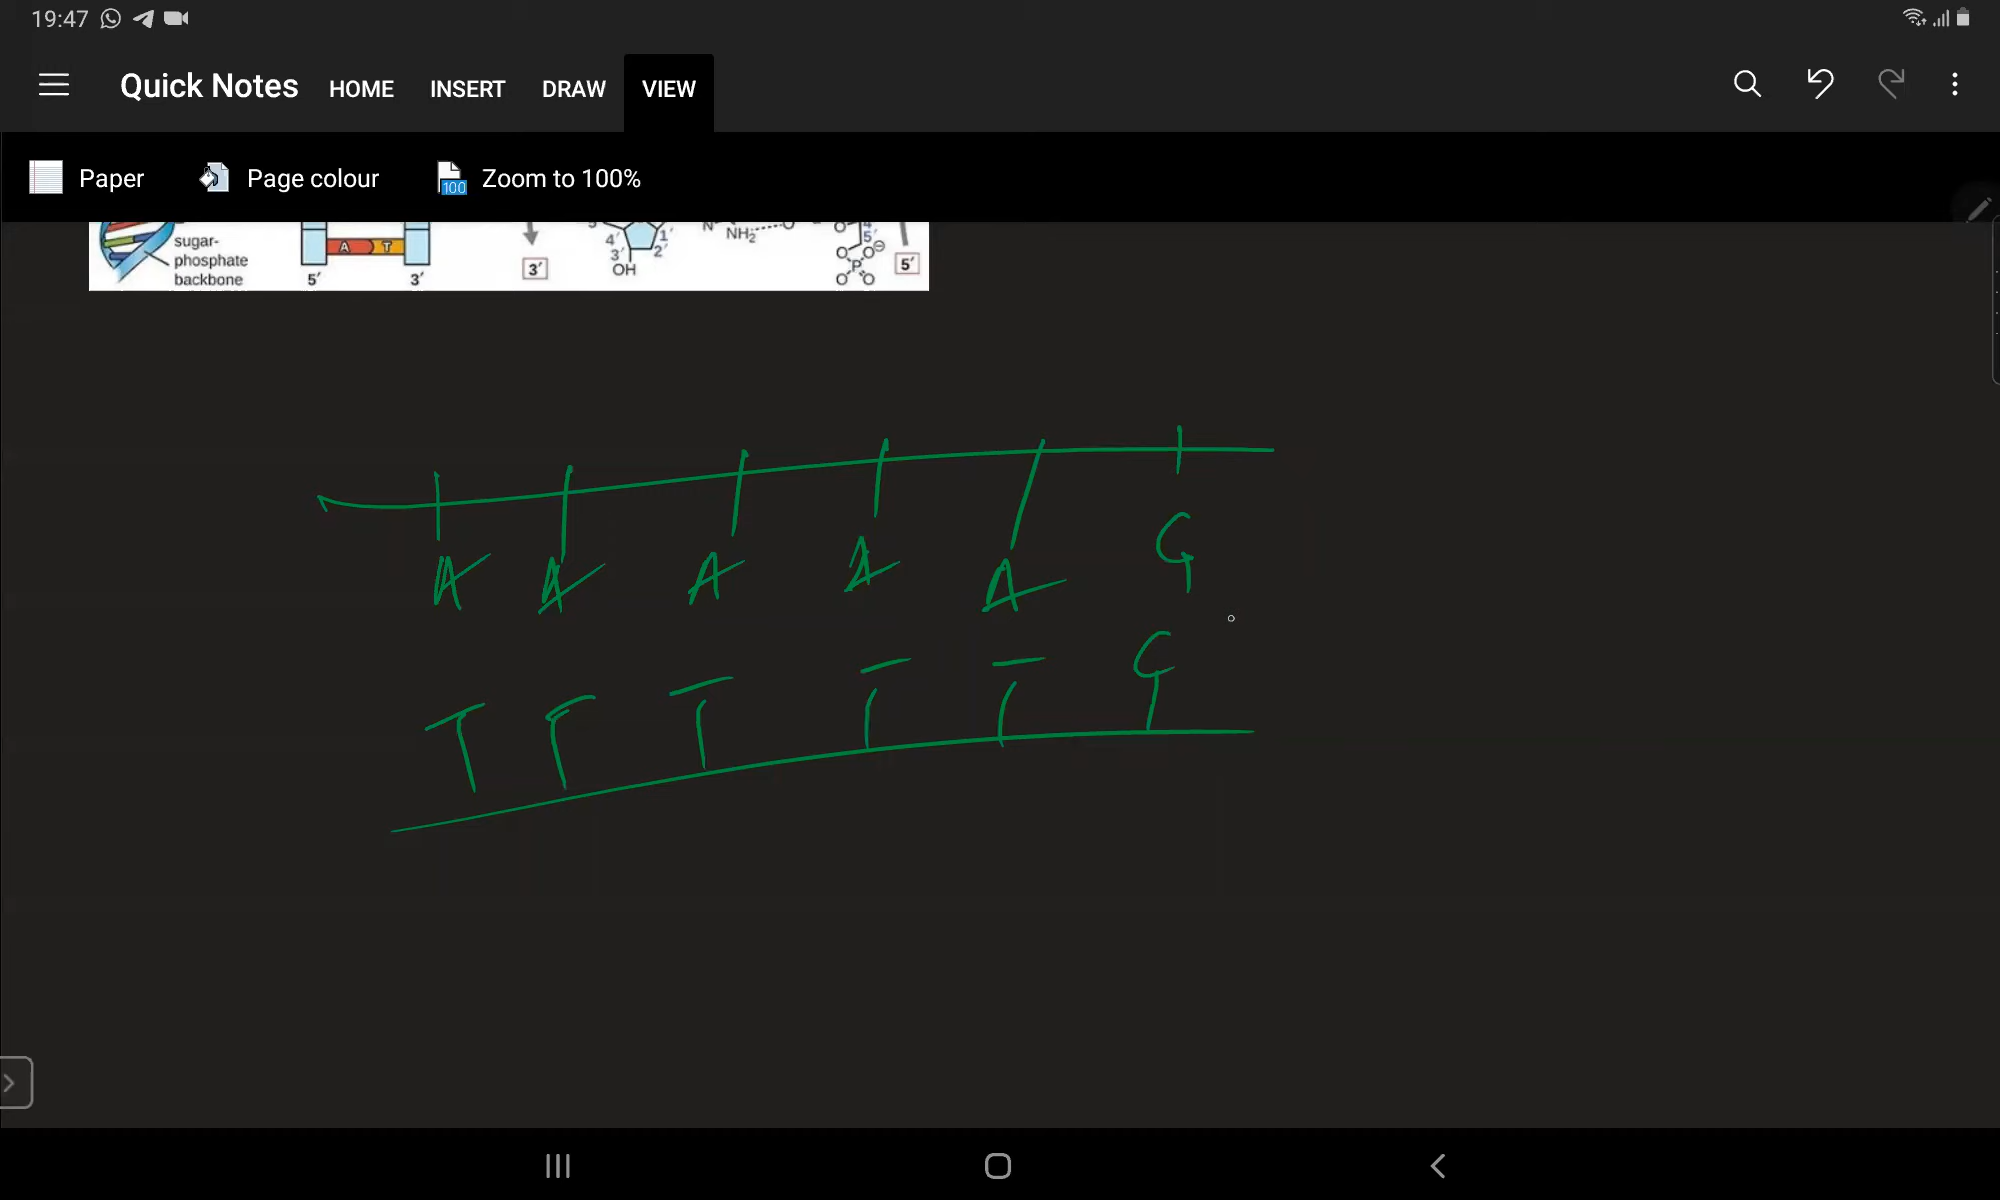 19:47
Quick Notes HOME INSERT DRAW VIEW
Paper Page colour 100 Zoom to 100%
sugar-
phosphate
backbone
A T
5′ 3′
3′
4′ 1′
3′ 2′
OH
N NH₂ O
O 5′
O O⊖
P
O O
5′
A A A A A G
T T T T T G